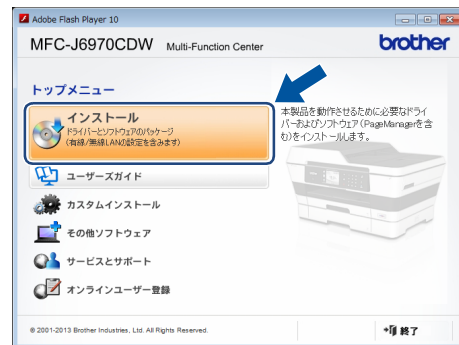 Adobe Flash Player 10
MFC-J6970CDW Multi-Function Center
brother
トップメニュー
インストール
ドライバーとソフトウェアのパッケージ
(有線/無線LANの設定を含みます)
本製品を動作させるために必要なドライ
バーおよびソフトウェア(PageManagerを含
む)をインストールします。
ユーザーズガイド
カスタムインストール
その他ソフトウェア
サービスとサポート
オンラインユーザー登録
© 2001-2013 Brother Industries, Ltd. All Rights Reserved.
終了